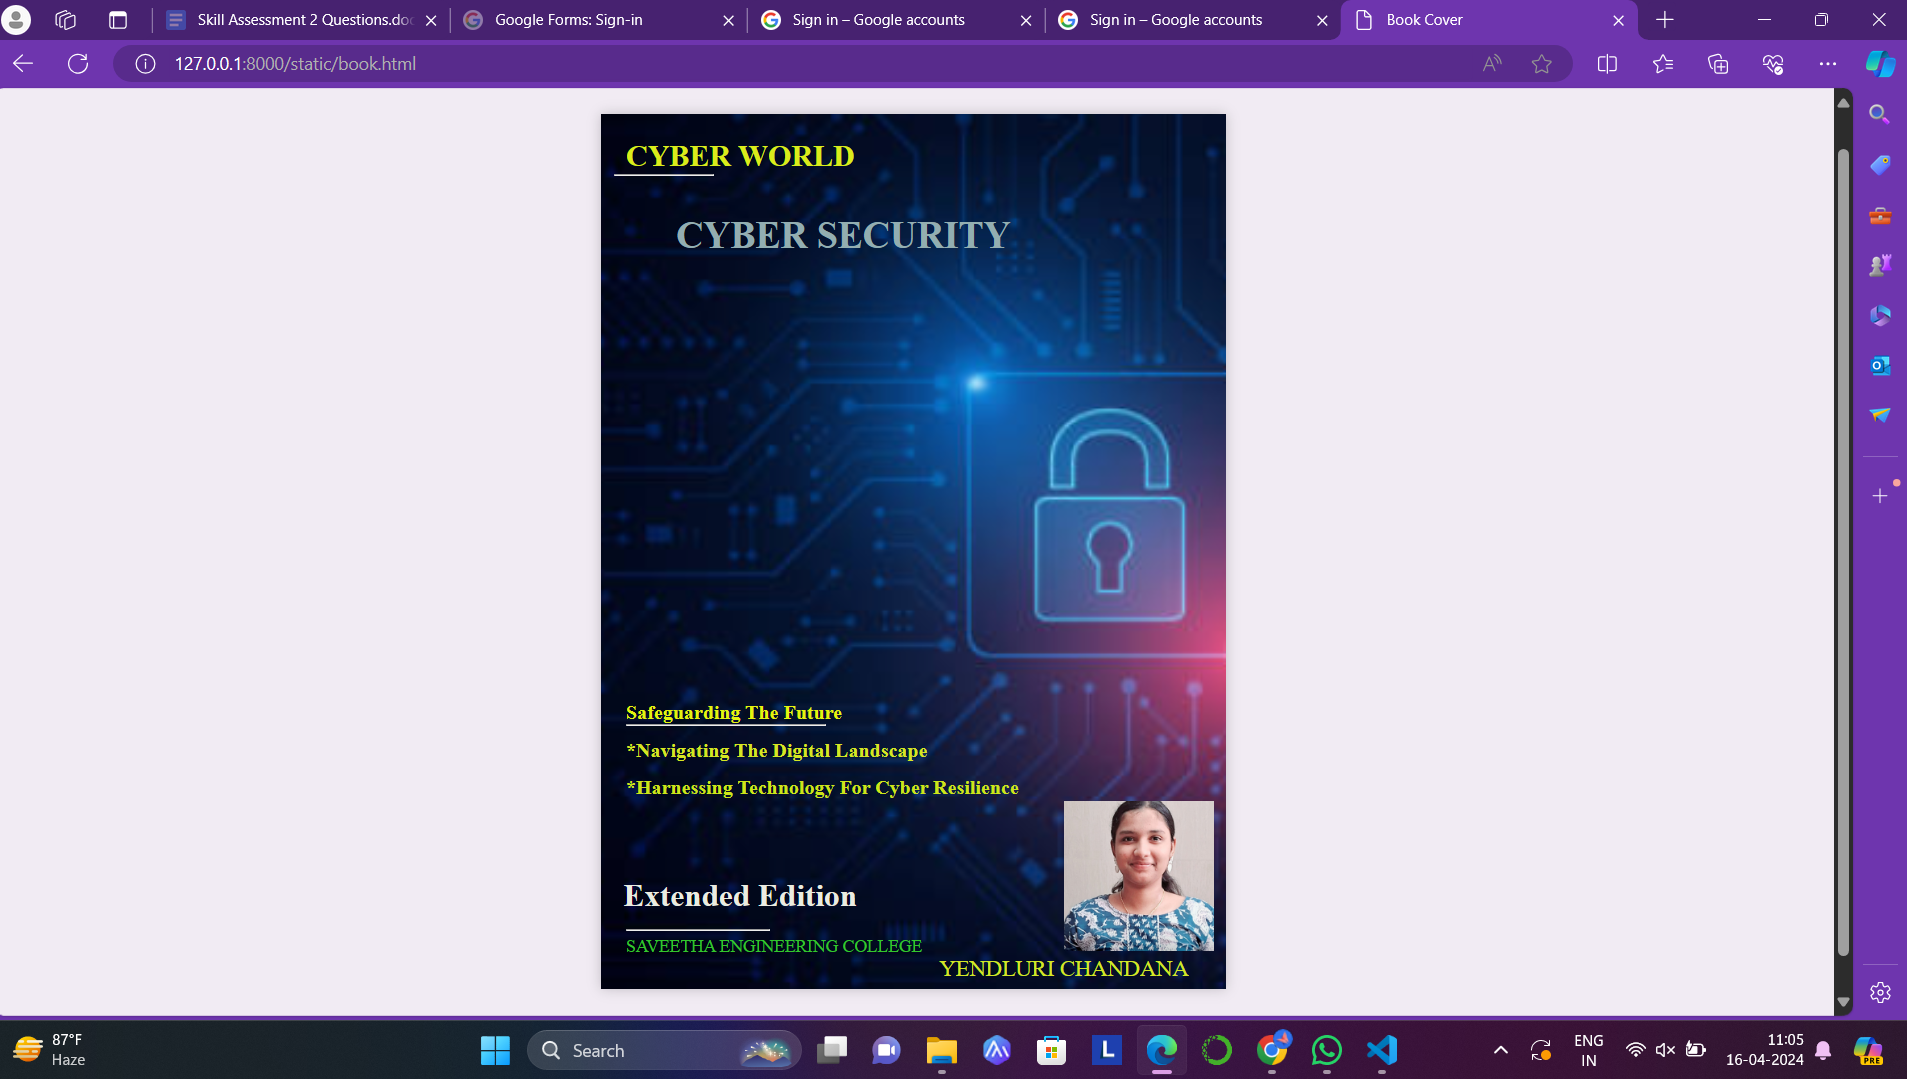 Skill Assessment 2 Questions.doc
Google Forms: Sign-in
Sign in – Google accounts
Sign in – Google accounts
Book Cover
127.0.0.1:8000/static/book.html
CYBER WORLD
CYBER SECURITY
Safeguarding The Future
*Navigating The Digital Landscape
*Harnessing Technology For Cyber Resilience
Extended Edition
SAVEETHA ENGINEERING COLLEGE
YENDLURI CHANDANA
87°F
Haze
Search
L
ENG
IN
11:05
16-04-2024
PRE